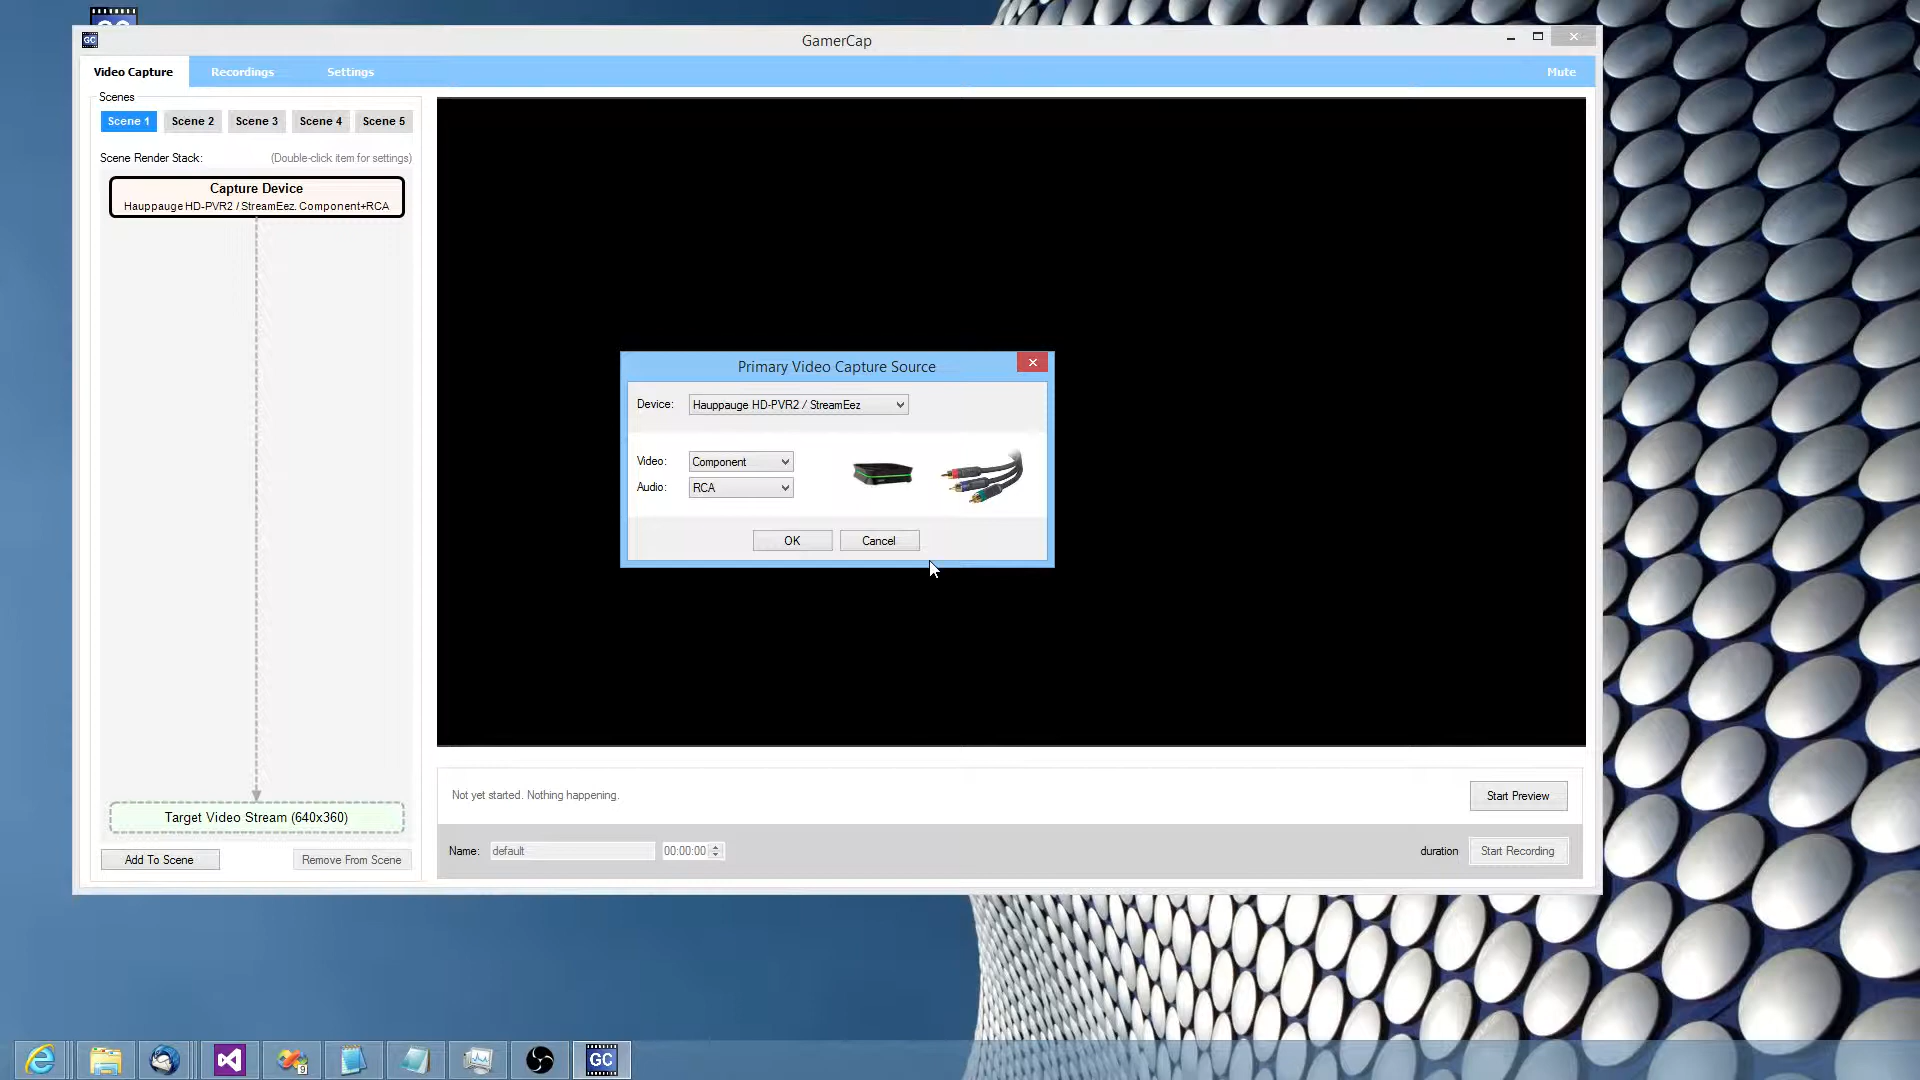 GC
GamerCap
Video Capture
Recordings
Settings
Mute
Scenes
Scene 1
Scene 2
Scene 3
Scene 4
Scene 5
Scene Render Stack:
(Double-click item for settings)
Capture Device
Hauppauge HD-PVR2 / StreamEez. Component+RCA
Primary Video Capture Source
Device:
Hauppauge HD-PVR2 / StreamEez
Video:
Component
Audio:
RCA
OK
Cancel
Target Video Stream (640x360)
Add To Scene
Remove From Scene
Not yet started. Nothing happening.
Start Preview
Name:
default
00:00:00
duration
Start Recording
9
GC